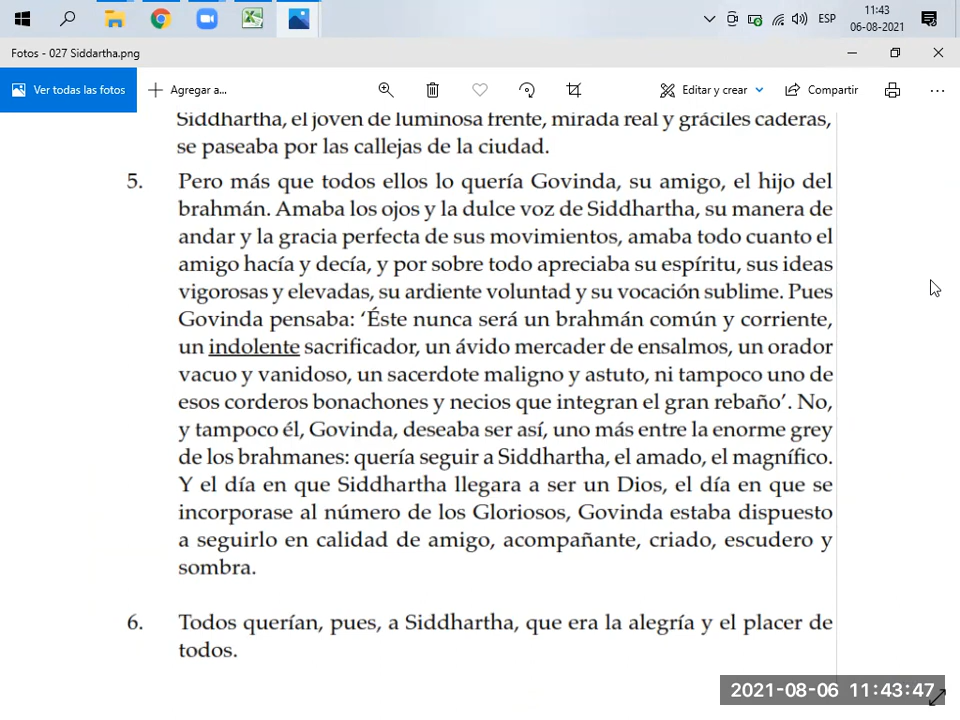 11:43
ESP
06-08-2021
Fotos - 027 Siddartha.png
Ver todas las fotos
Agregar a...
Editar y crear
Compartir
Siddhartha, el joven de luminosa frente, mirada real y gráciles caderas,
se paseaba por las callejas de la ciudad.
5. Pero más que todos ellos lo quería Govinda, su amigo, el hijo del
brahmán. Amaba los ojos y la dulce voz de Siddhartha, su manera de
andar y la gracia perfecta de sus movimientos, amaba todo cuanto el
amigo hacía y decía, y por sobre todo apreciaba su espíritu, sus ideas
vigorosas y elevadas, su ardiente voluntad y su vocación sublime. Pues
Govinda pensaba: ‘Éste nunca será un brahmán común y corriente,
un indolente sacrificador, un ávido mercader de ensalmos, un orador
vacuo y vanidoso, un sacerdote maligno y astuto, ni tampoco uno de
esos corderos bonachones y necios que integran el gran rebaño’. No,
y tampoco él, Govinda, deseaba ser así, uno más entre la enorme grey
de los brahmanes: quería seguir a Siddhartha, el amado, el magnífico.
Y el día en que Siddhartha llegara a ser un Dios, el día en que se
incorporase al número de los Gloriosos, Govinda estaba dispuesto
a seguirlo en calidad de amigo, acompañante, criado, escudero y
sombra.
6. Todos querían, pues, a Siddhartha, que era la alegría y el placer de
todos.
2021-08-06 11:43:47